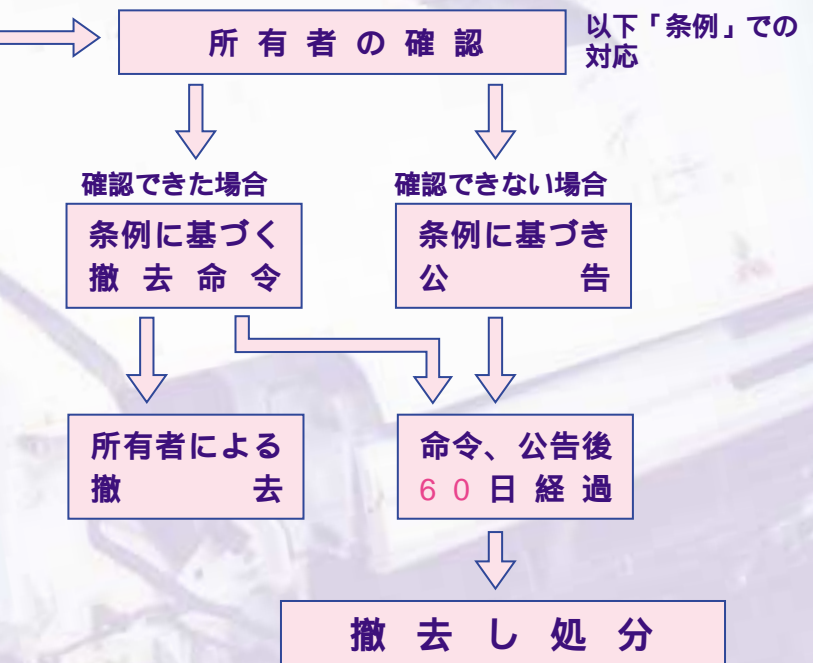 所有者の確認
以下「条例」での
対応
確認できた場合
確認できない場合
条例に基づく
撤去命令
条例に基づき
公告
所有者による
撤去
命令、公告後
60日経過
撤去し処分